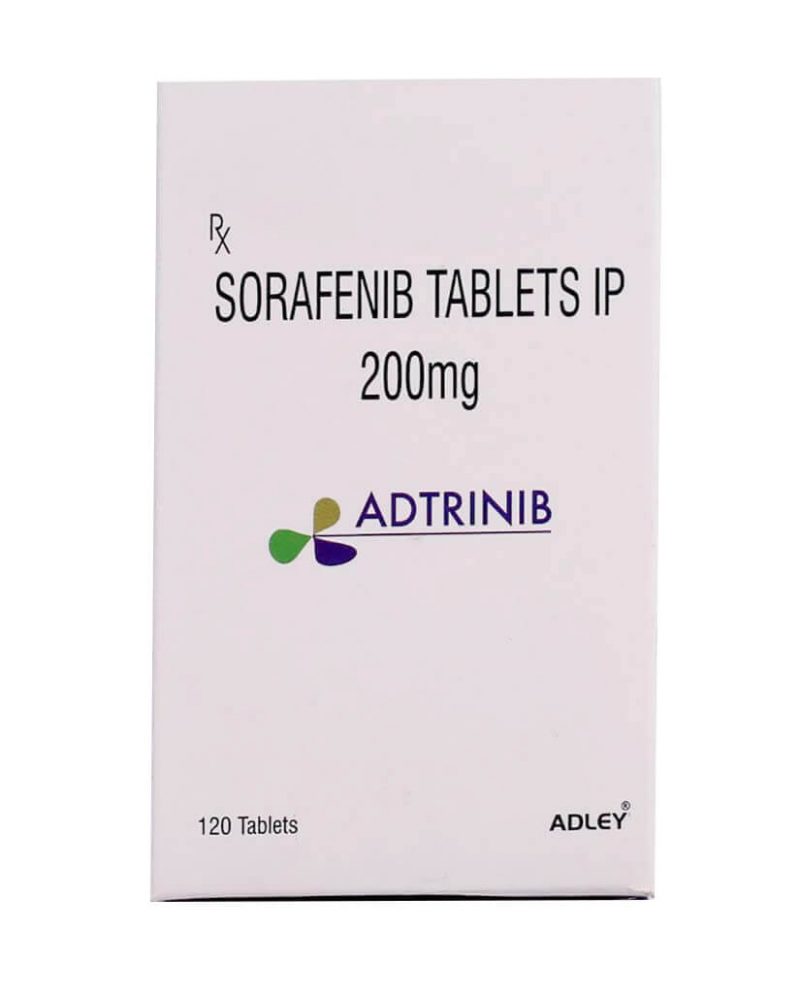 Rx
SORAFENIB TABLETS IP
200mg
ADTRINIB
120 Tablets
ADLEY®